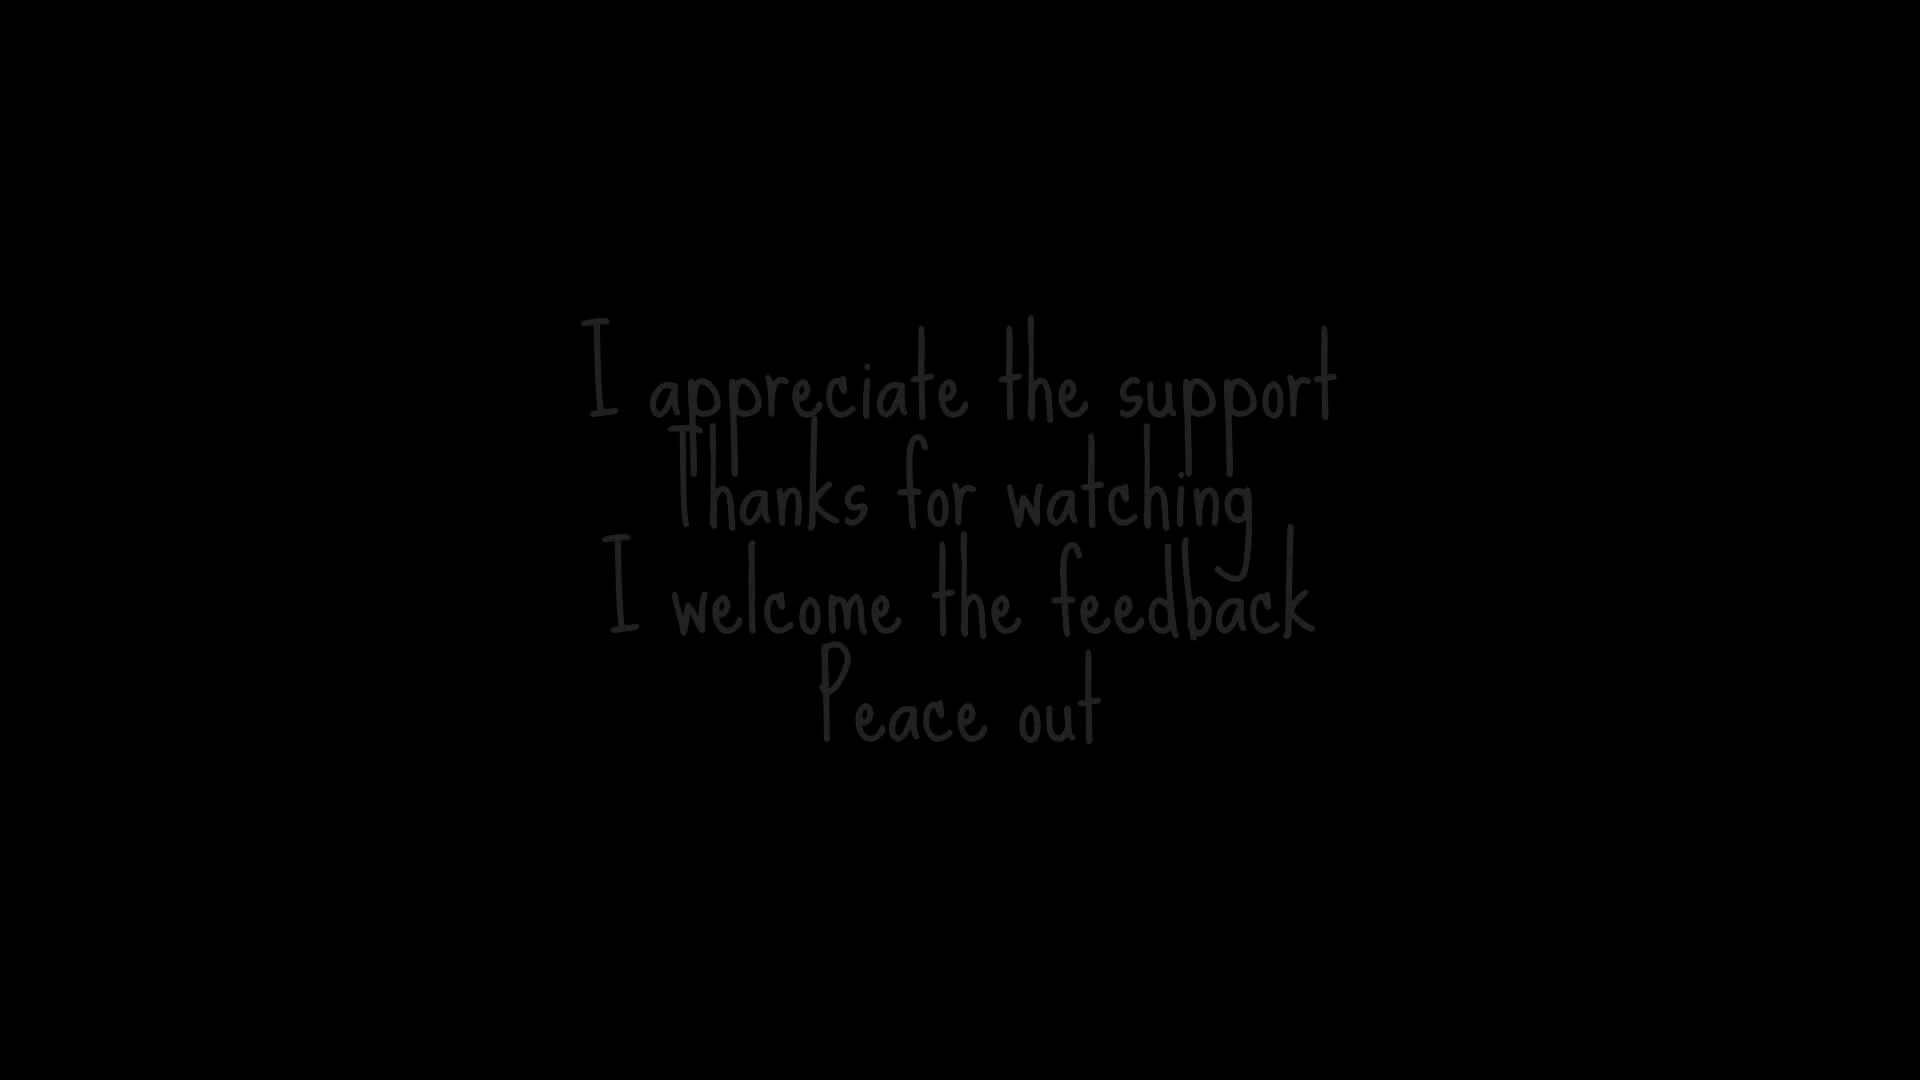 I appreciate the support
Thanks for watching
I welcome the feedback
Peace out